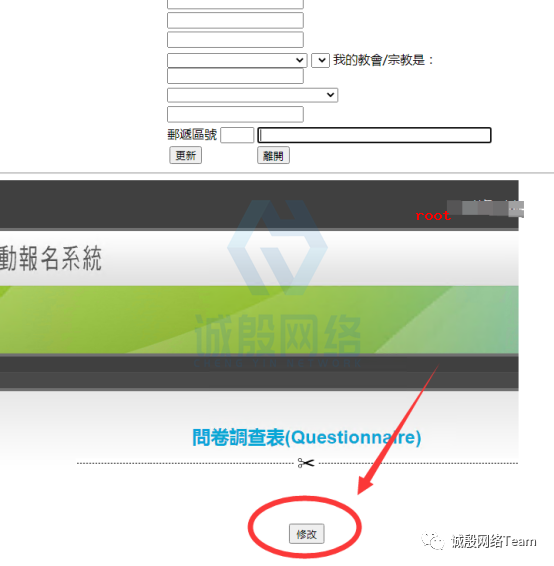 我的教會/宗教是：
郵遞區號
更新 離開
root
動報名系統
诚殷网络
問卷調查表(Questionnaire)
修改
诚殷网络Team